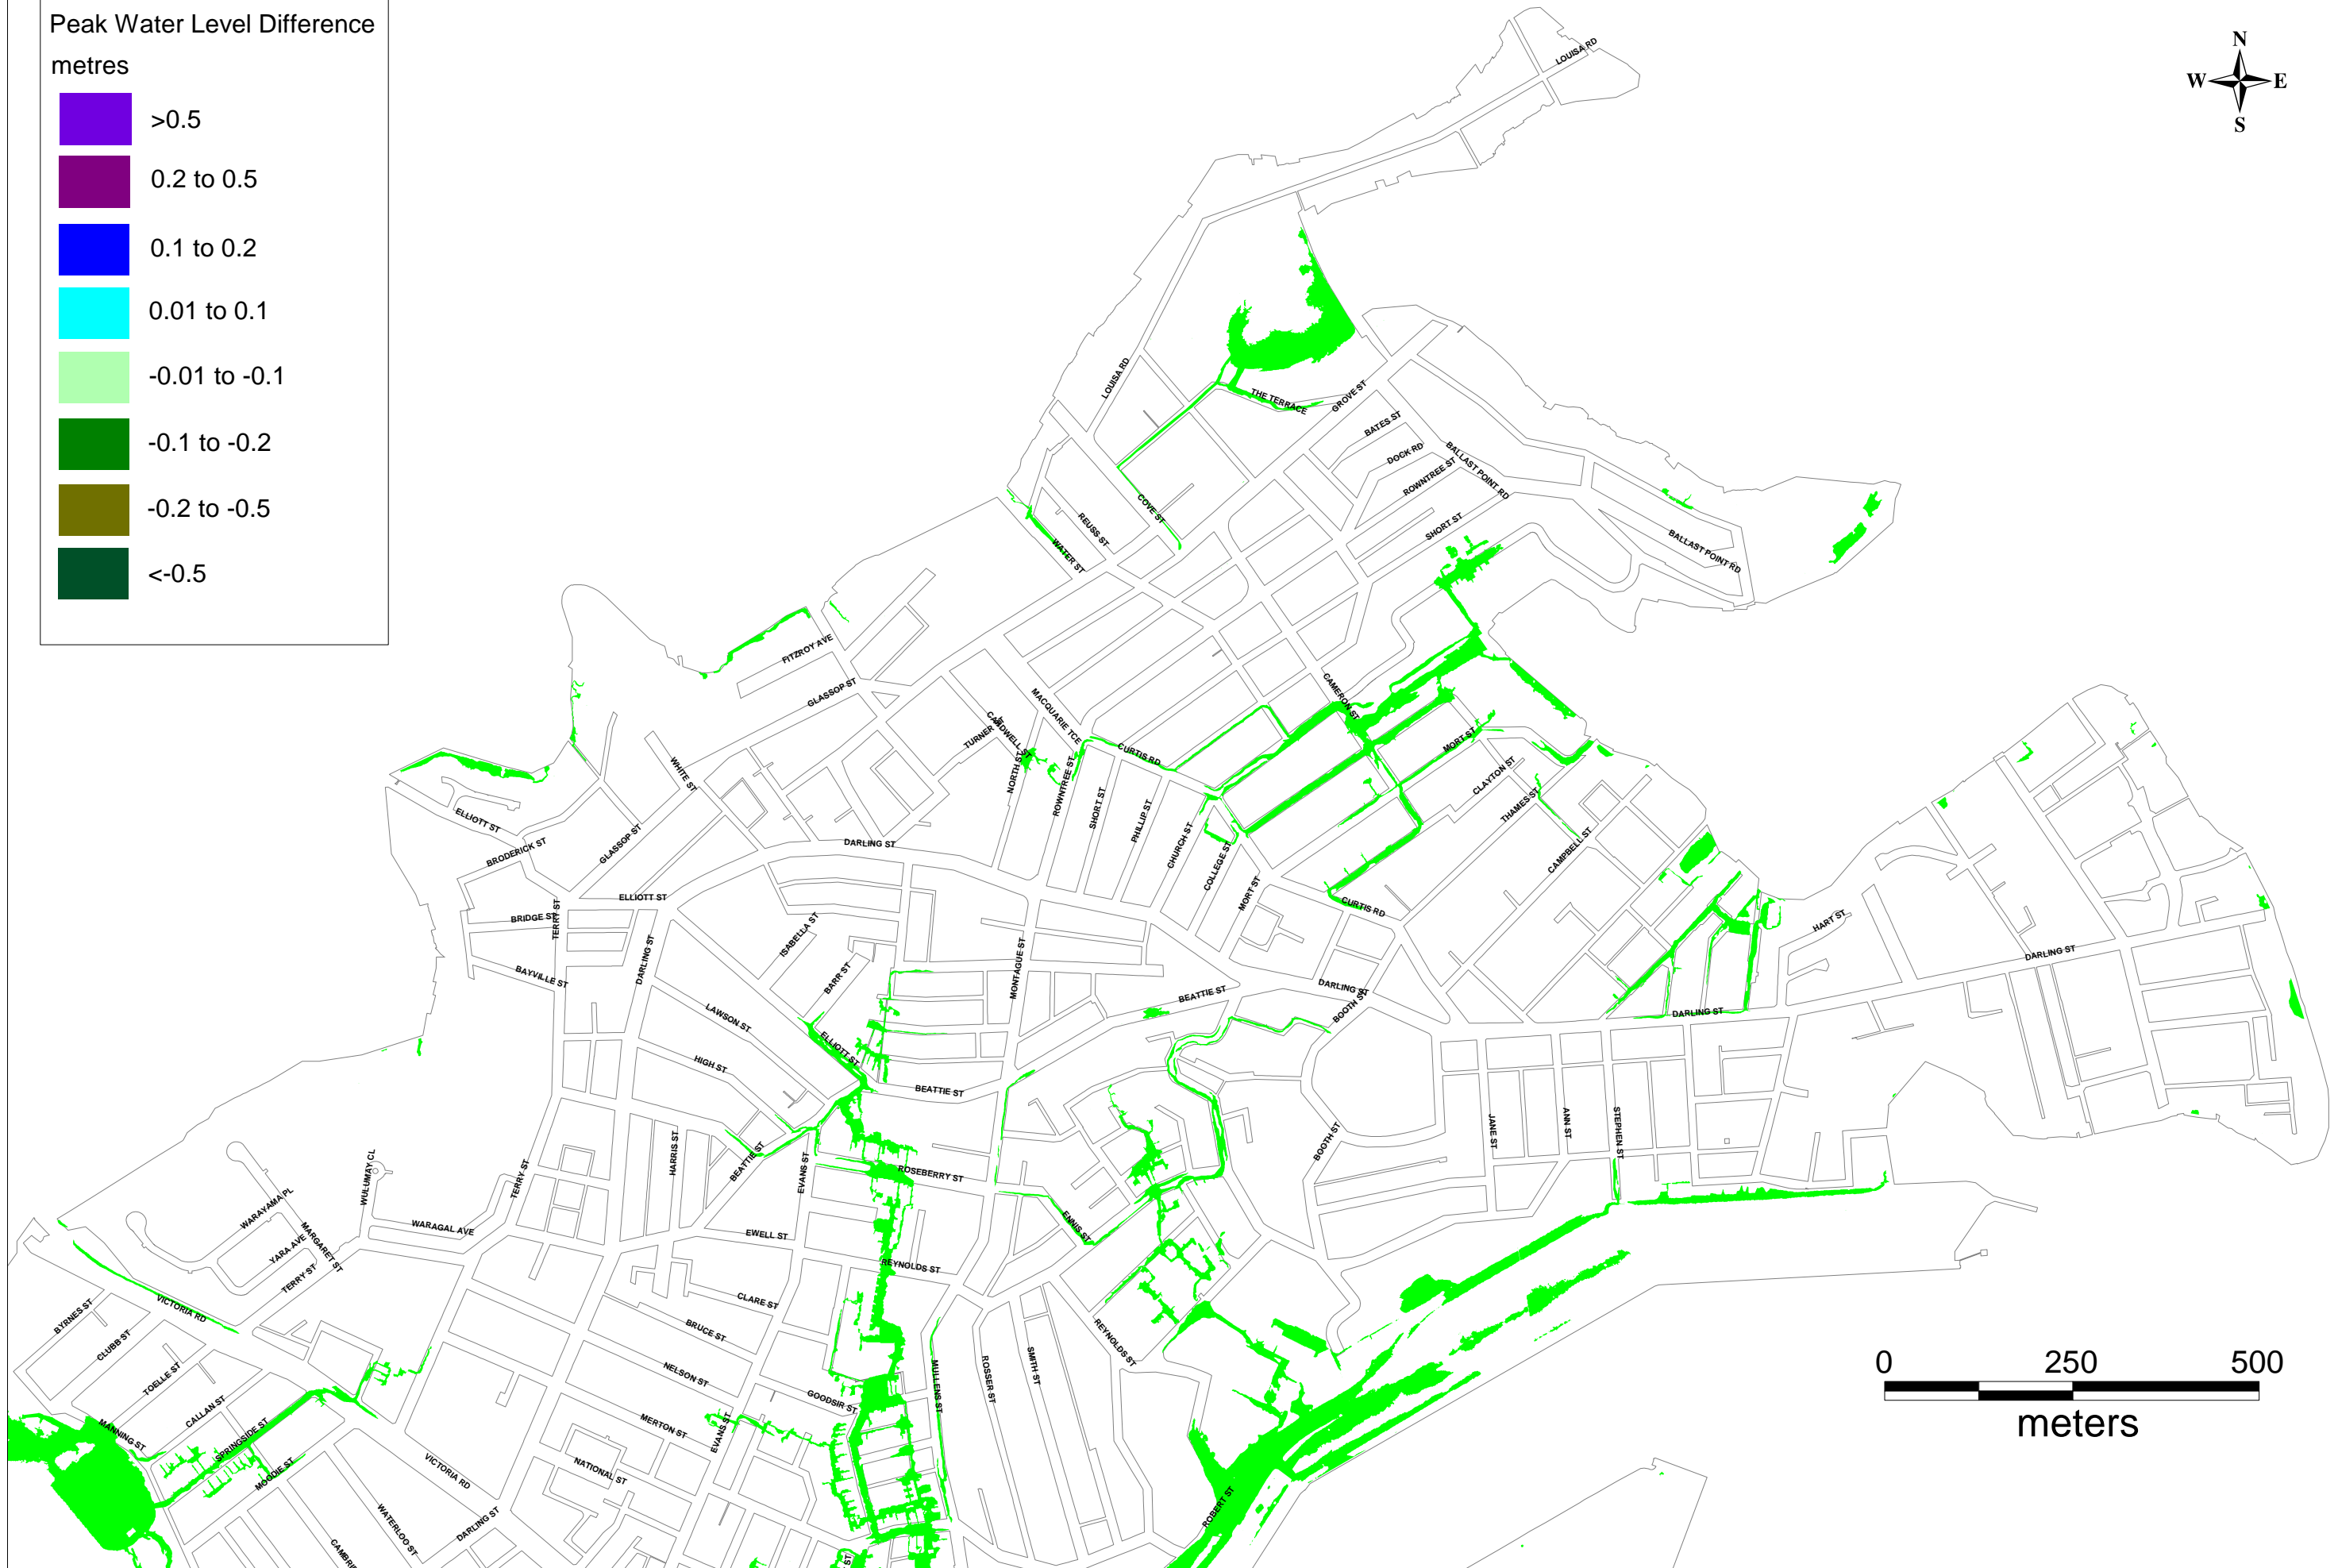 Peak Water Level Difference
metres
>0.5
0.2 to 0.5
0.1 to 0.2
0.01 to 0.1
-0.01 to -0.1
-0.1 to -0.2
-0.2 to -0.5
<-0.5
N
W E
S
LOUISA RD
LOUISA RD
THE TERRACE
GROVE ST
BATES ST
DOCK RD
BALLAST POINT RD
ROWNTREE ST
COVE ST
REUSS ST
WATER ST
SHORT ST
BALLAST POINT RD
FITZROY AVE
GLASSOP ST
CAMERON ST
MACQUARIE TCE
CARDWELL ST
TURNER
NORTH ST
CURTIS RD
MORT ST
WHITE ST
ROWNTREE ST
CLAYTON ST
SHORT ST
PHILLIP ST
THAMES ST
ELLIOTT ST
GLASSOP ST
BRODERICK ST
DARLING ST
CHURCH ST
COLLEGE ST
CAMPBELL ST
MORT ST
ELLIOTT ST
CURTIS RD
BRIDGE ST
TERRY ST
ISABELLA ST
HART ST
DARLING ST
DARLING ST
BAYVILLE ST
BARR ST
MONTAGUE ST
BEATTIE ST
DARLING ST
BOOTH ST
DARLING ST
LAWSON ST
ELLIOTT ST
HIGH ST
BEATTIE ST
JANE ST
ANN ST
STEPHEN ST
BOOTH ST
HARRIS ST
BEATTIE ST
EVANS ST
ROSEBERRY ST
TERRY ST
WULUMAY CL
WARAYAMA PL
WARAGAL AVE
MARGARET ST
YARA AVE
ENNIS ST
EWELL ST
REYNOLDS ST
TERRY ST
VICTORIA RD
BYRNES ST
CLUBB ST
CLARE ST
BRUCE ST
REYNOLDS ST
TOELLE ST
NELSON ST
MULLENS ST
ROSSER ST
SMITH ST
GOODSIR ST
CALLAN ST
MERTON ST
EVANS ST
MANNING ST
SPRINGSIDE ST
MOODIE ST
VICTORIA RD
NATIONAL ST
WATERLOO ST
DARLING ST
ROBERT ST
CAMBRI
ST
0 250 500
meters